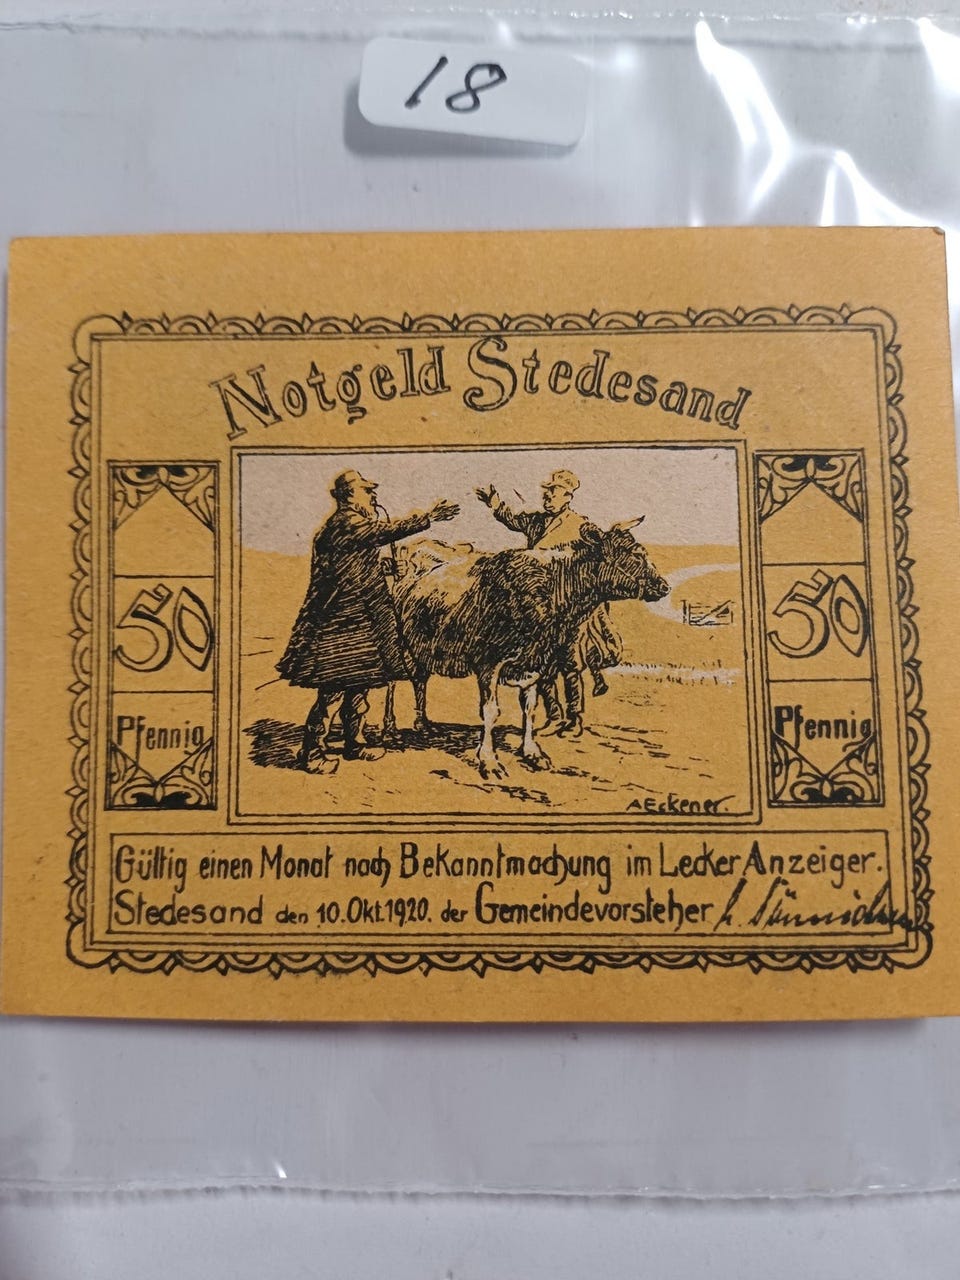 18
Notgeld Stedesand
50
Pfennig
50
Pfennig
A Eckener.
Gültig einen Monat nach Bekanntmachung im Lecker Anzeiger.
Stedesand den 10. Okt. 1920. der Gemeindevorsteher